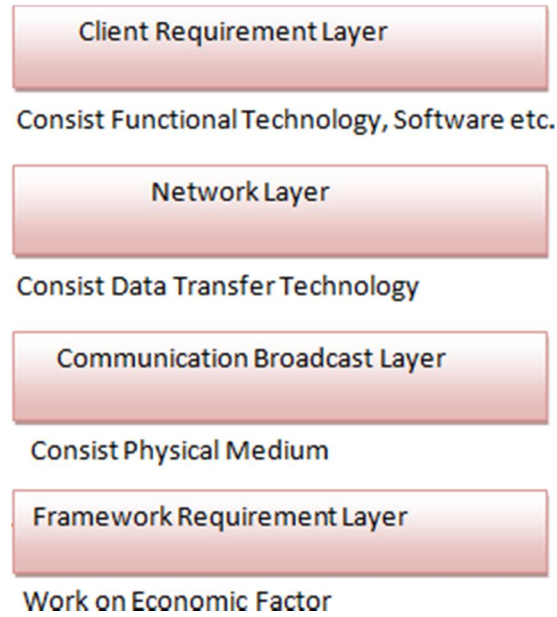 Client Requirement Layer
Consist Functional Technology, Software etc.
Network Layer
Consist Data Transfer Technology
Communication Broadcast Layer
Consist Physical Medium
Framework Requirement Layer
Work on Economic Factor